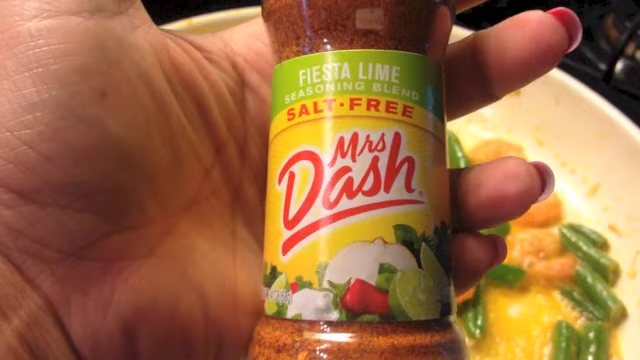 FIESTA LIME
SEASONING BLEND
SALT·FREE
Mrs
Dash®